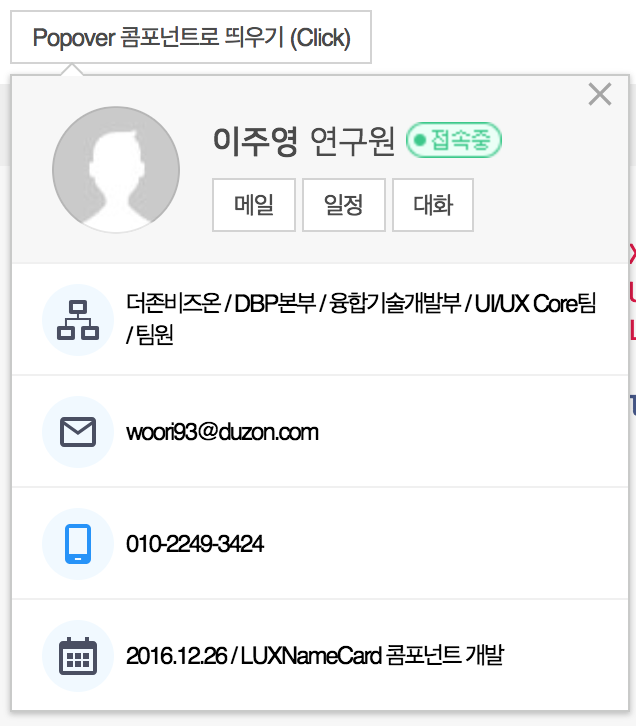 Popover 콤포넌트로 띄우기 (Click)
이주영 연구원 접속중
메일 일정 대화
더존비즈온 / DBP본부 / 융합기술개발부 / UI/UX Core팀
/ 팀원
woori93@duzon.com
010-2249-3424
2016.12.26 / LUXNameCard 콤포넌트 개발